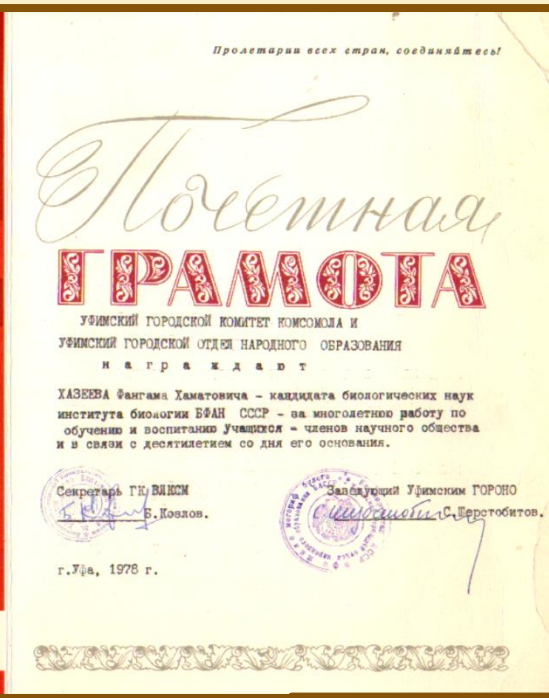 Пролетарии всех стран, соединяйтесь!
Почетная
ГРАМОТА
УФИМСКИЙ ГОРОДСКОЙ КОМИТЕТ КОМСОМОЛА И
УФИМСКИЙ ГОРОДСКОЙ ОТДЕЛ НАРОДНОГО ОБРАЗОВАНИЯ
н а г р а ж д а ю т
ХАЗЕЕВА Фангама Хаматовича – кандидата биологических наук
института биологии БФАН СССР – за многолетнюю работу по
обучению и воспитанию Учащихся – членов научного общества
и в связи с десятилетием со дня его основания.
Секретарь ГК ВЛКСМ Заведующий Уфимским ГОРОНО
Б.Козлов. С.Шерстобитов.
г.Уфа, 1978 г.